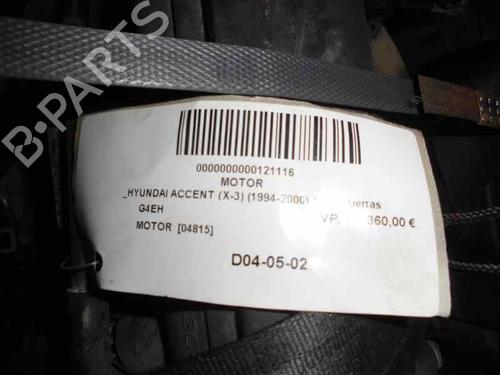 B-PARTS
0000000000121116
MOTOR
_HYUNDAI ACCENT (X-3) (1994-2000) uertas
G4EH VP. 360,00 €
MOTOR [04815]
D04-05-02